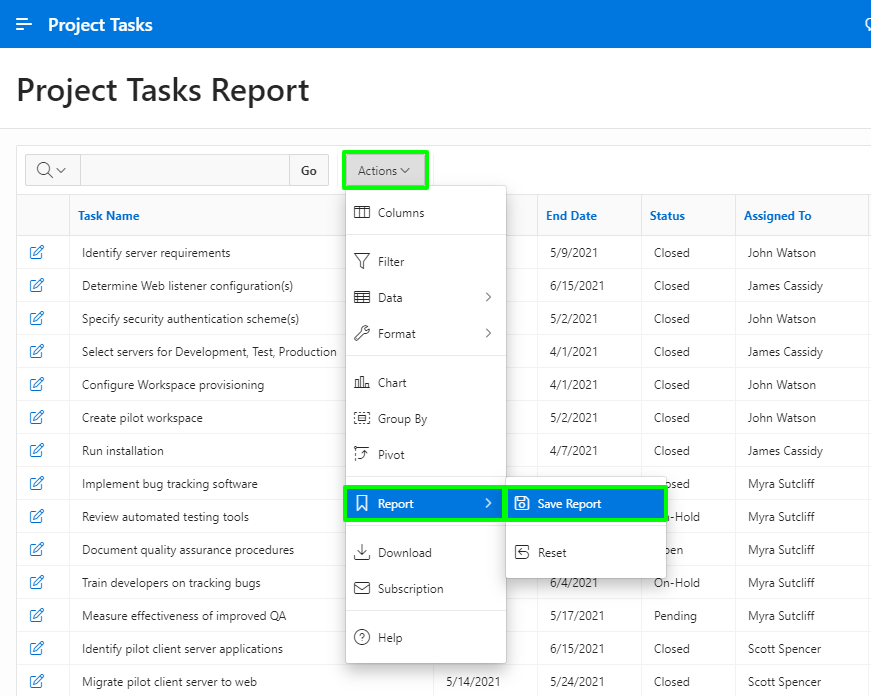 Project Tasks
Project Tasks Report
Go
Actions
Task Name
End Date
Status
Assigned To
Columns
Filter
Data
Format
Chart
Group By
Pivot
Report
Download
Subscription
Help
Save Report
Reset
Identify server requirements 5/9/2021 Closed John Watson
Determine Web listener configuration(s) 6/15/2021 Closed James Cassidy
Specify security authentication scheme(s) 5/2/2021 Closed John Watson
Select servers for Development, Test, Production 4/1/2021 Closed James Cassidy
Configure Workspace provisioning 4/1/2021 Closed John Watson
Create pilot workspace 5/2/2021 Closed John Watson
Run installation 4/7/2021 Closed James Cassidy
Implement bug tracking software Myra Sutcliff
Review automated testing tools Myra Sutcliff
Document quality assurance procedures Myra Sutcliff
Train developers on tracking bugs 6/4/2021 On-Hold Myra Sutcliff
Measure effectiveness of improved QA 5/17/2021 Pending Myra Sutcliff
Identify pilot client server applications 6/15/2021 Closed Scott Spencer
Migrate pilot client server to web 5/14/2021 5/24/2021 Closed Scott Spencer